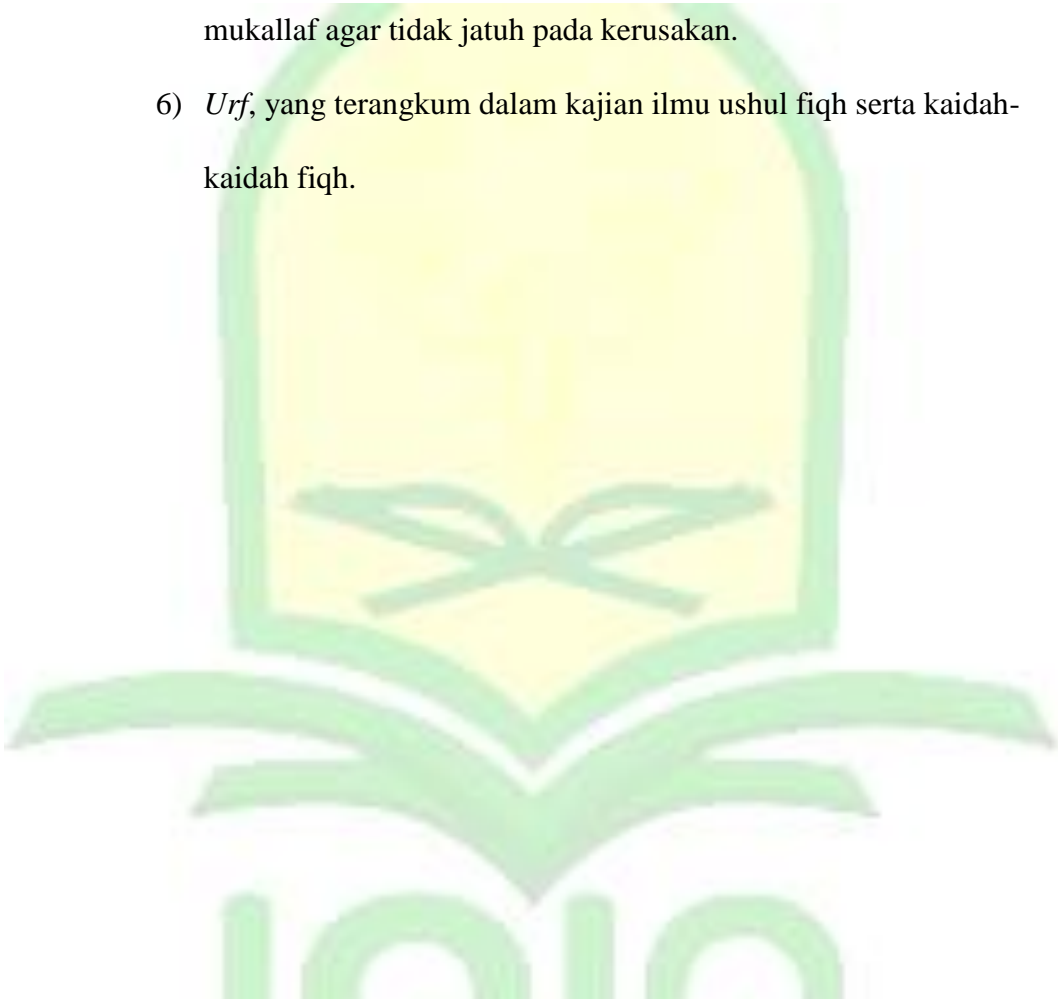 mukallaf agar tidak jatuh pada kerusakan.
6) Urf, yang terangkum dalam kajian ilmu ushul fiqh serta kaidah-
kaidah fiqh.
IAIN